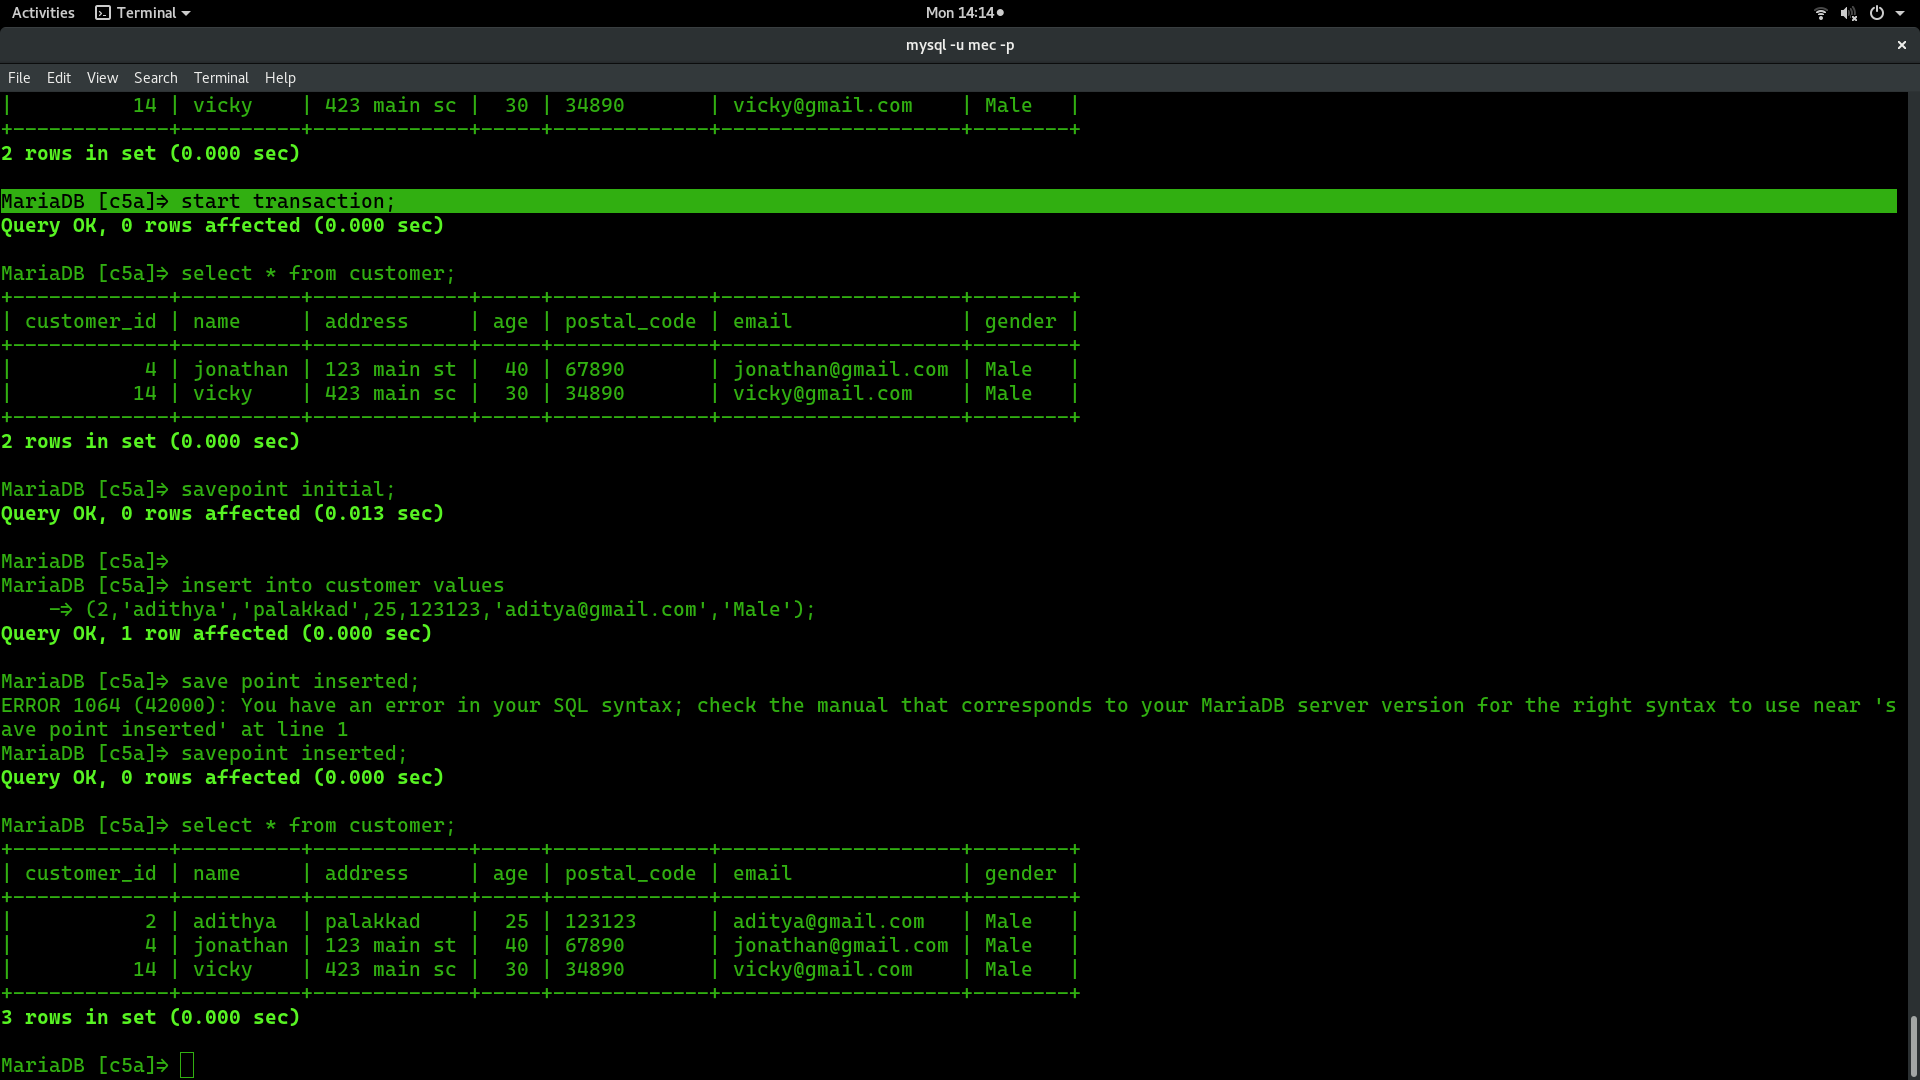 Activities Terminal Mon 14:14
mysql -u mec -p
File Edit View Search Terminal Help
|          14 | vicky    | 423 main sc |  30 | 34890       | vicky@gmail.com    | Male   |
+-------------+----------+-------------+-----+-------------+--------------------+--------+
2 rows in set (0.000 sec)
MariaDB [c5a]> start transaction;
Query OK, 0 rows affected (0.000 sec)
MariaDB [c5a]> select * from customer;
+-------------+----------+-------------+-----+-------------+--------------------+--------+
| customer_id | name     | address     | age | postal_code | email              | gender |
+-------------+----------+-------------+-----+-------------+--------------------+--------+
|           4 | jonathan | 123 main st |  40 | 67890       | jonathan@gmail.com | Male   |
|          14 | vicky    | 423 main sc |  30 | 34890       | vicky@gmail.com    | Male   |
+-------------+----------+-------------+-----+-------------+--------------------+--------+
2 rows in set (0.000 sec)
MariaDB [c5a]> savepoint initial;
Query OK, 0 rows affected (0.013 sec)
MariaDB [c5a]>
MariaDB [c5a]> insert into customer values
    -> (2,'adithya','palakkad',25,123123,'aditya@gmail.com','Male');
Query OK, 1 row affected (0.000 sec)
MariaDB [c5a]> save point inserted;
ERROR 1064 (42000): You have an error in your SQL syntax; check the manual that corresponds to your MariaDB server version for the right syntax to use near 's
ave point inserted' at line 1
MariaDB [c5a]> savepoint inserted;
Query OK, 0 rows affected (0.000 sec)
MariaDB [c5a]> select * from customer;
+-------------+----------+-------------+-----+-------------+--------------------+--------+
| customer_id | name     | address     | age | postal_code | email              | gender |
+-------------+----------+-------------+-----+-------------+--------------------+--------+
|           2 | adithya  | palakkad    |  25 | 123123      | aditya@gmail.com   | Male   |
|           4 | jonathan | 123 main st |  40 | 67890       | jonathan@gmail.com | Male   |
|          14 | vicky    | 423 main sc |  30 | 34890       | vicky@gmail.com    | Male   |
+-------------+----------+-------------+-----+-------------+--------------------+--------+
3 rows in set (0.000 sec)
MariaDB [c5a]>